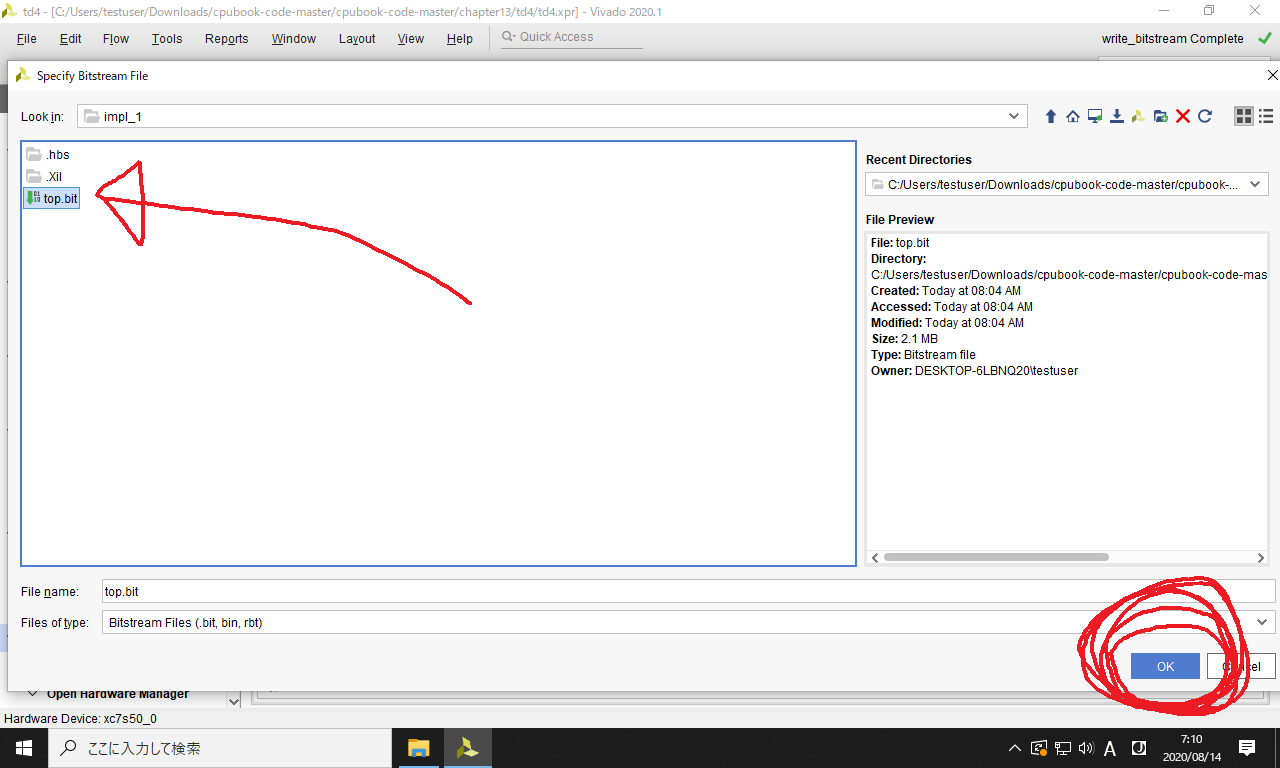 td4 - [C:/Users/testuser/Downloads/cpubook-code-master/cpubook-code-master/chapter13/td4/td4.xpr] - Vivado 2020.1
File Edit Flow Tools Reports Window Layout View Help Quick Access write_bitstream Complete
Specify Bitstream File
Look in: impl_1
.hbs
.Xil
top.bit
Recent Directories
C:/Users/testuser/Downloads/cpubook-code-master/cpubook-...
File Preview
File: top.bit
Directory:
C:/Users/testuser/Downloads/cpubook-code-master/cpubook-code-mas
Created: Today at 08:04 AM
Accessed: Today at 08:04 AM
Modified: Today at 08:04 AM
Size: 2.1 MB
Type: Bitstream file
Owner: DESKTOP-6LBNQ20\testuser
File name: top.bit
Files of type: Bitstream Files (.bit, bin, rbt)
OK Cancel
Open Hardware Manager
Hardware Device: xc7s50_0
ここに入力して検索
A
7:10
2020/08/14